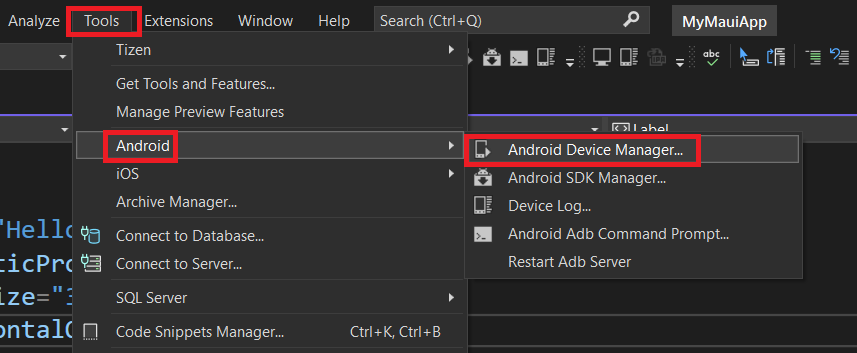 Analyze Tools Extensions Window Help Search (Ctrl+Q) MyMauiApp
Tizen
Get Tools and Features...
Manage Preview Features
Android
iOS
Archive Manager...
Connect to Database...
Connect to Server...
SQL Server
Code Snippets Manager... Ctrl+K, Ctrl+B
abc
Label
Android Device Manager...
Android SDK Manager...
Device Log...
Android Adb Command Prompt...
Restart Adb Server
"Hello
ticPro
ize="3
ontalO